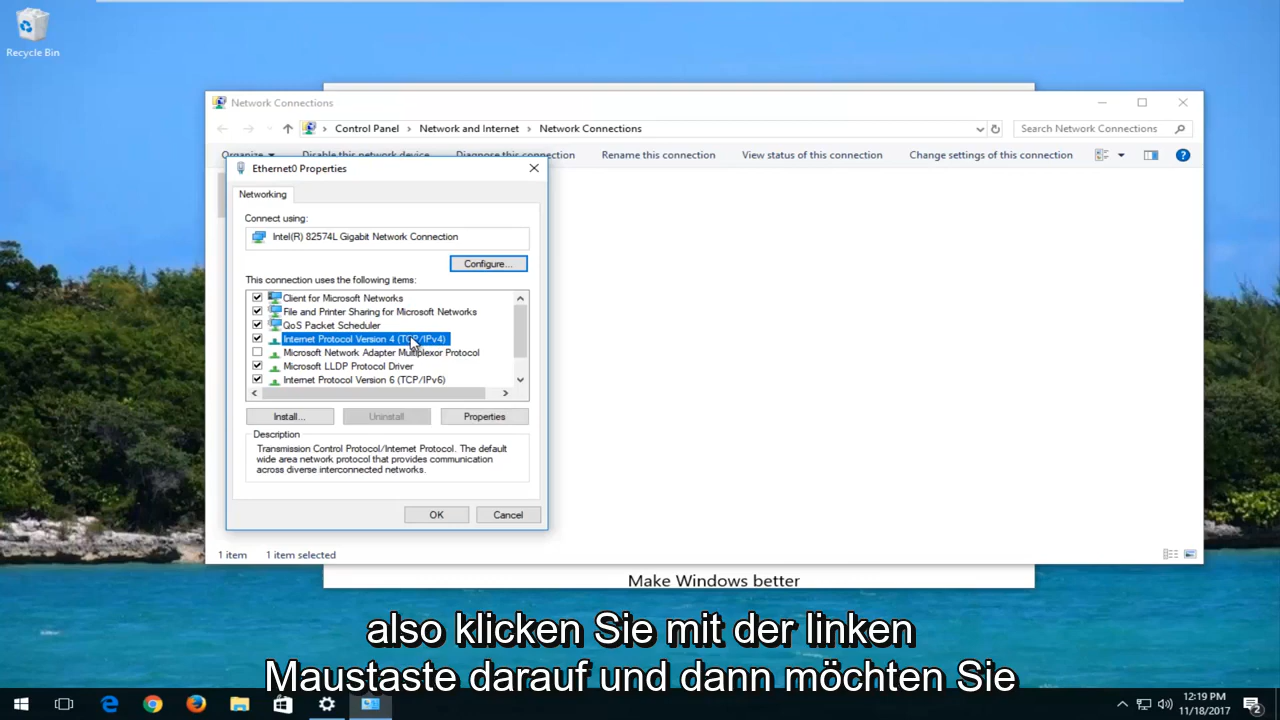 Recycle Bin
Network Connections
Control Panel > Network and Internet > Network Connections
Search Network Connections
Organize Disable this network device Diagnose this connection Rename this connection View status of this connection Change settings of this connection
Ethernet0 Properties
Networking
Connect using:
Intel(R) 82574L Gigabit Network Connection
Configure...
This connection uses the following items:
Client for Microsoft Networks
File and Printer Sharing for Microsoft Networks
QoS Packet Scheduler
Internet Protocol Version 4 (TCP/IPv4)
Microsoft Network Adapter Multiplexor Protocol
Microsoft LLDP Protocol Driver
Internet Protocol Version 6 (TCP/IPv6)
Install... Uninstall Properties
Description
Transmission Control Protocol/Internet Protocol. The default
wide area network protocol that provides communication
across diverse interconnected networks.
OK Cancel
1 item 1 item selected
Make Windows better
also klicken Sie mit der linken
Maustaste darauf und dann möchten Sie
12:19 PM
11/18/2017
2